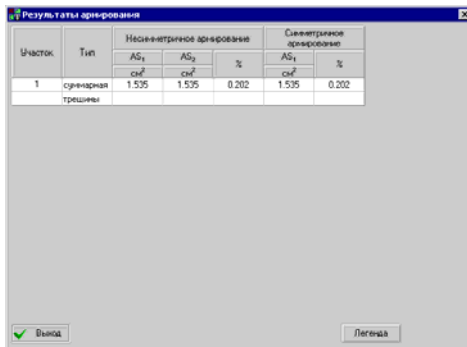 Результаты армирования
Участок Тип Несимметричное армирование Симметричное армирование
AS₁ AS₂ % AS₁ %
см² см² см²
1 суммарная 1.535 1.535 0.202 1.535 0.202
трещины
Выход Легенда